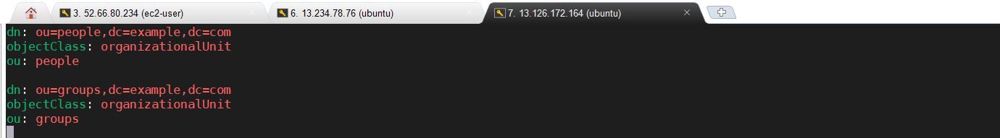 3. 52.66.80.234 (ec2-user)
6. 13.234.78.76 (ubuntu)
7. 13.126.172.164 (ubuntu)
dn: ou=people,dc=example,dc=com
objectClass: organizationalUnit
ou: people
dn: ou=groups,dc=example,dc=com
objectClass: organizationalUnit
ou: groups